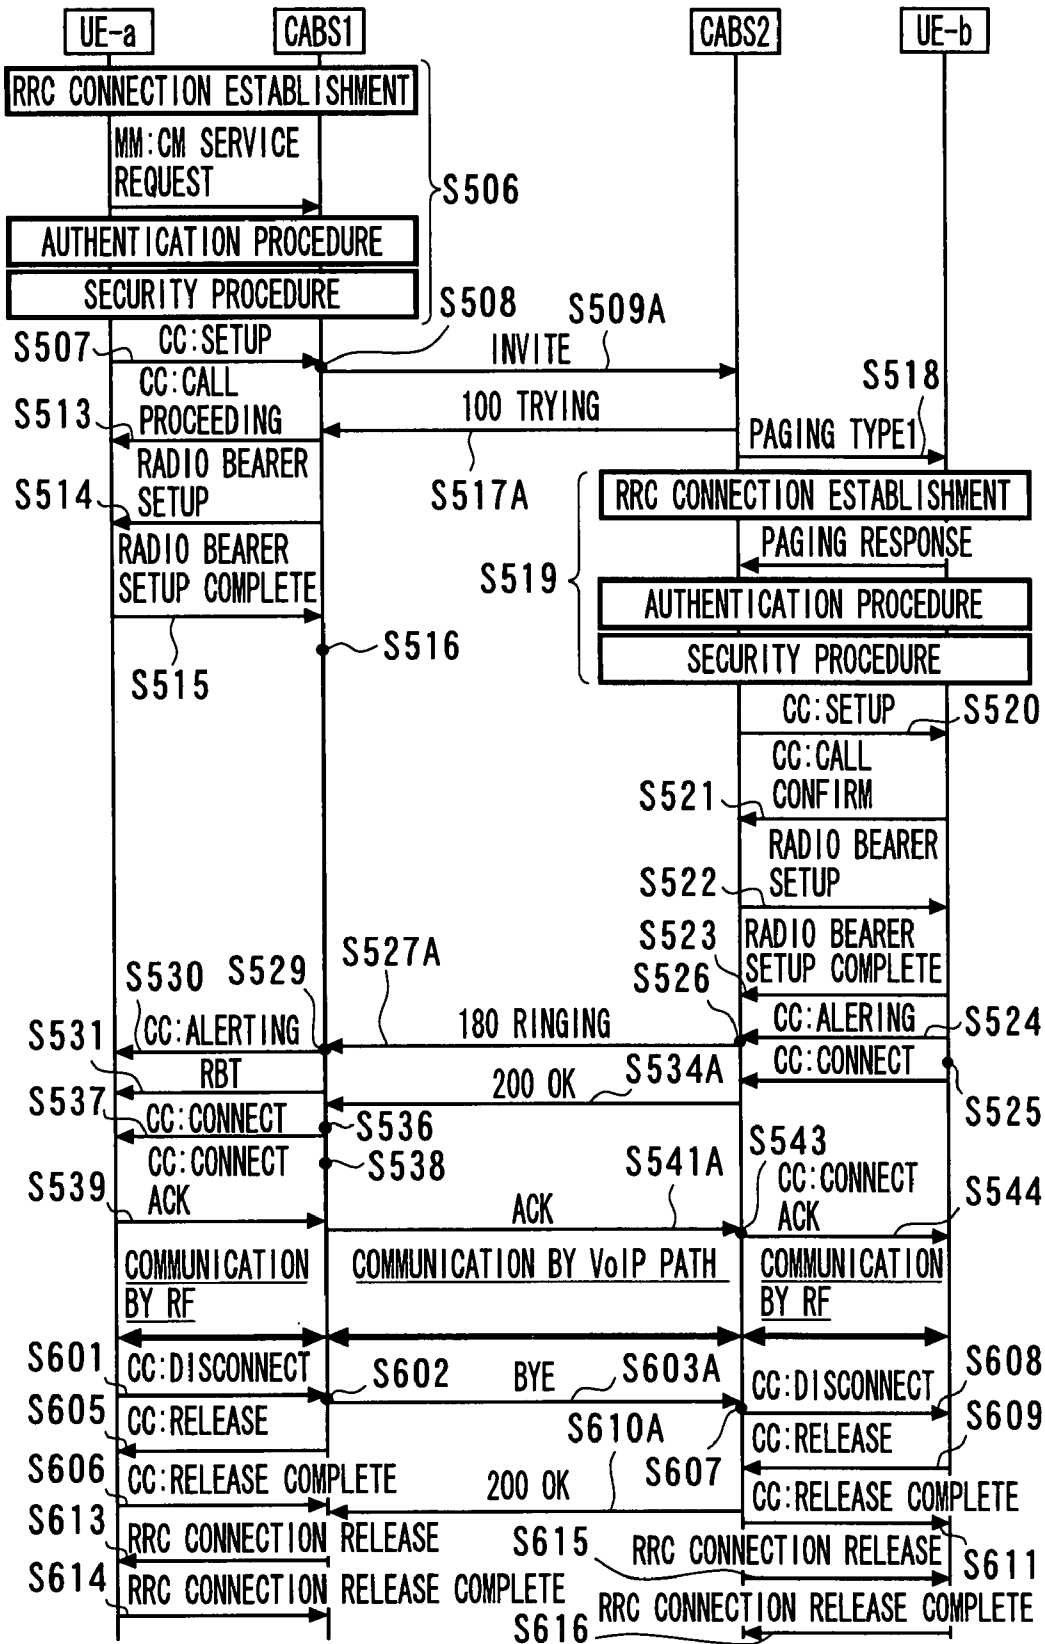 UE-a
CABS1
CABS2
UE-b
RRC CONNECTION ESTABLISHMENT
MM:CM SERVICE
REQUEST
S506
AUTHENTICATION PROCEDURE
SECURITY PROCEDURE
S508
S509A
S507
CC:SETUP
INVITE
S518
CC:CALL
PROCEEDING
S513
100 TRYING
PAGING TYPE1
S517A
RADIO BEARER
SETUP
S514
RRC CONNECTION ESTABLISHMENT
RADIO BEARER
SETUP COMPLETE
PAGING RESPONSE
S519
AUTHENTICATION PROCEDURE
S516
SECURITY PROCEDURE
S515
CC:SETUP
S520
CC:CALL
CONFIRM
S521
RADIO BEARER
SETUP
S522
S523
RADIO BEARER
SETUP COMPLETE
S527A
S529
S530
S526
180 RINGING
CC:ALERING
S524
CC:ALERTING
S531
CC:CONNECT
RBT
S534A
200 OK
S525
S537
CC:CONNECT
S536
S538
S543
CC:CONNECT
ACK
S539
S541A
CC:CONNECT
ACK
S544
ACK
COMMUNICATION
BY RF
COMMUNICATION BY VoIP PATH
COMMUNICATION
BY RF
S601
CC:DISCONNECT
S602
BYE
S603A
S608
CC:DISCONNECT
S605
CC:RELEASE
S610A
S609
CC:RELEASE
S606
CC:RELEASE COMPLETE
S607
200 OK
CC:RELEASE COMPLETE
S613
RRC CONNECTION RELEASE
S615
RRC CONNECTION RELEASE
S611
S614
RRC CONNECTION RELEASE COMPLETE
RRC CONNECTION RELEASE COMPLETE
S616